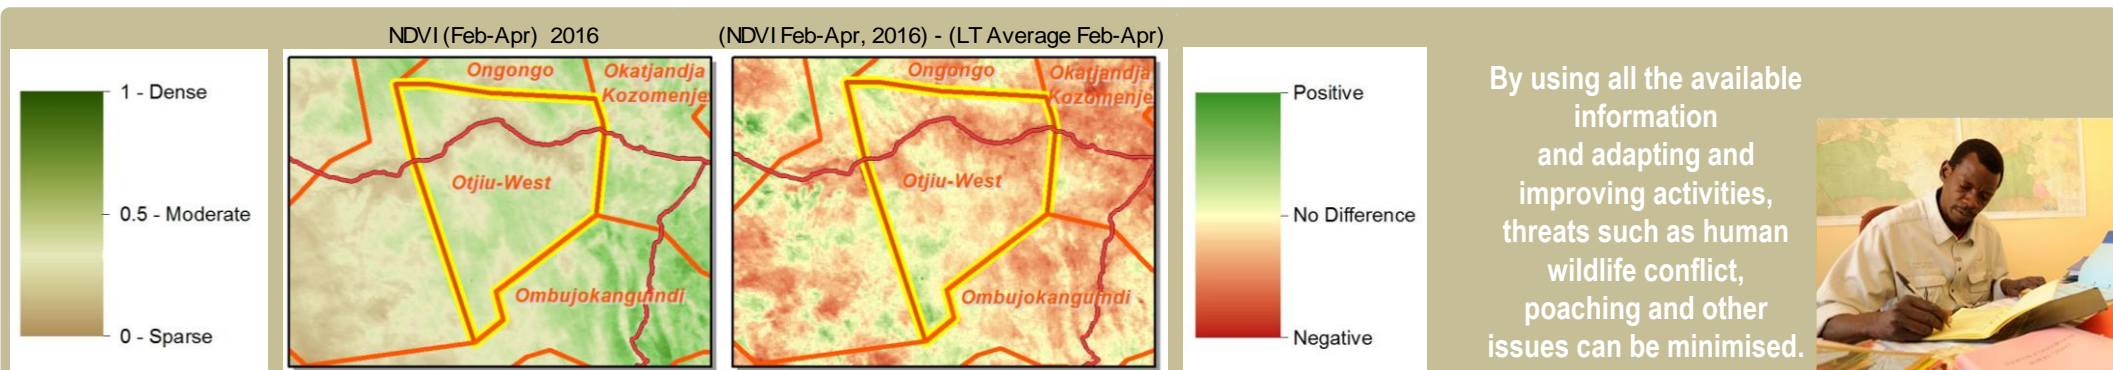 NDVI (Feb-Apr) 2016
(NDVI Feb-Apr, 2016) - (LT Average Feb-Apr)
1 - Dense
0.5 - Moderate
0 - Sparse
Ongongo
Okatjandja
Kozomenje
Otjiu-West
Ombujokanguindi
Ongongo
Okatjandja
Kozomenje
Otjiu-West
Ombujokanguindi
Positive
No Difference
Negative
By using all the available
information
and adapting and
improving activities,
threats such as human
wildlife conflict,
poaching and other
issues can be minimised.